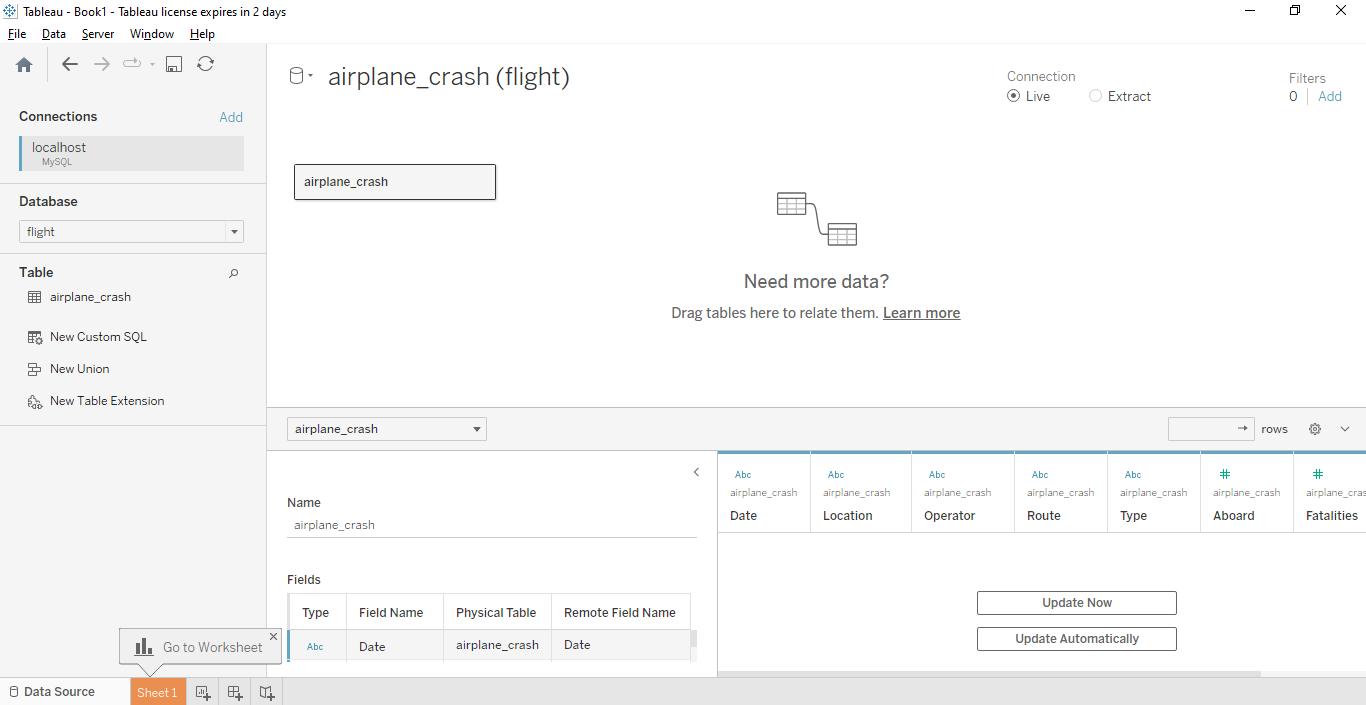 Tableau - Book1 - Tableau license expires in 2 days
File Data Server Window Help
airplane_crash (flight)
Connection
Live Extract
Filters
0 Add
Connections Add
localhost
MySQL
Database
flight
Table
airplane_crash
New Custom SQL
New Union
New Table Extension
airplane_crash
Need more data?
Drag tables here to relate them. Learn more
airplane_crash
rows
Name
airplane_crash
Fields
Type Field Name Physical Table Remote Field Name
Abc Date airplane_crash Date
Abc Abc Abc Abc Abc # #
airplane_crash airplane_crash airplane_crash airplane_crash airplane_crash airplane_crash airplane_cras
Date Location Operator Route Type Aboard Fatalities
Update Now
Update Automatically
Go to Worksheet
Data Source Sheet 1